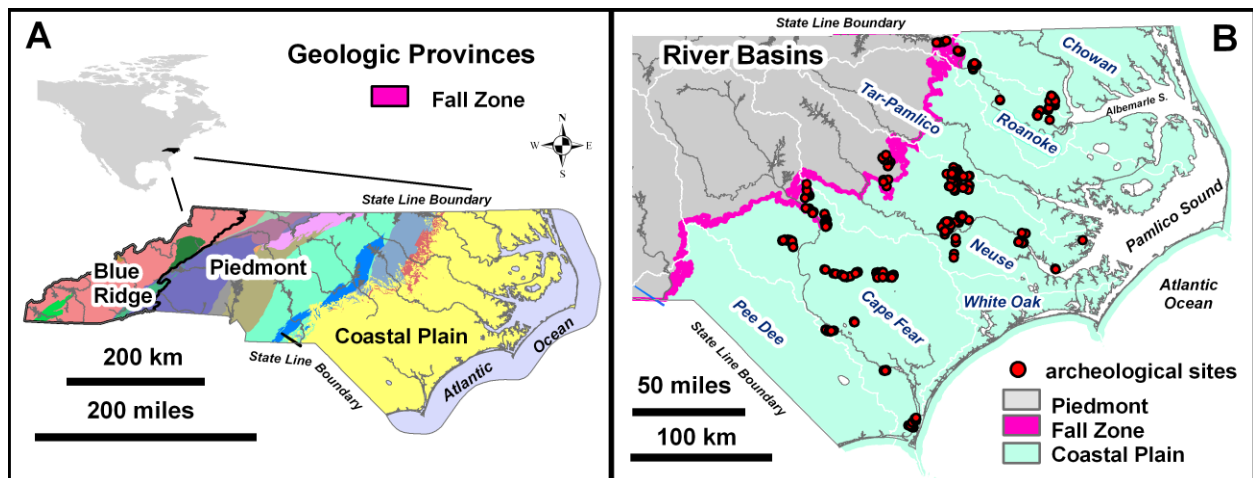 A
Geologic Provinces
Fall Zone
N
W E
S
State Line Boundary
Blue
Ridge
Piedmont
Coastal Plain
State Line Boundary
Atlantic Ocean
200 km
200 miles
State Line Boundary
B
River Basins
Chowan
Tar-Pamlico
Albemarle S.
Roanoke
Pamlico Sound
Neuse
White Oak
Atlantic
Ocean
Cape Fear
Pee Dee
State Line Boundary
50 miles
100 km
archeological sites
Piedmont
Fall Zone
Coastal Plain